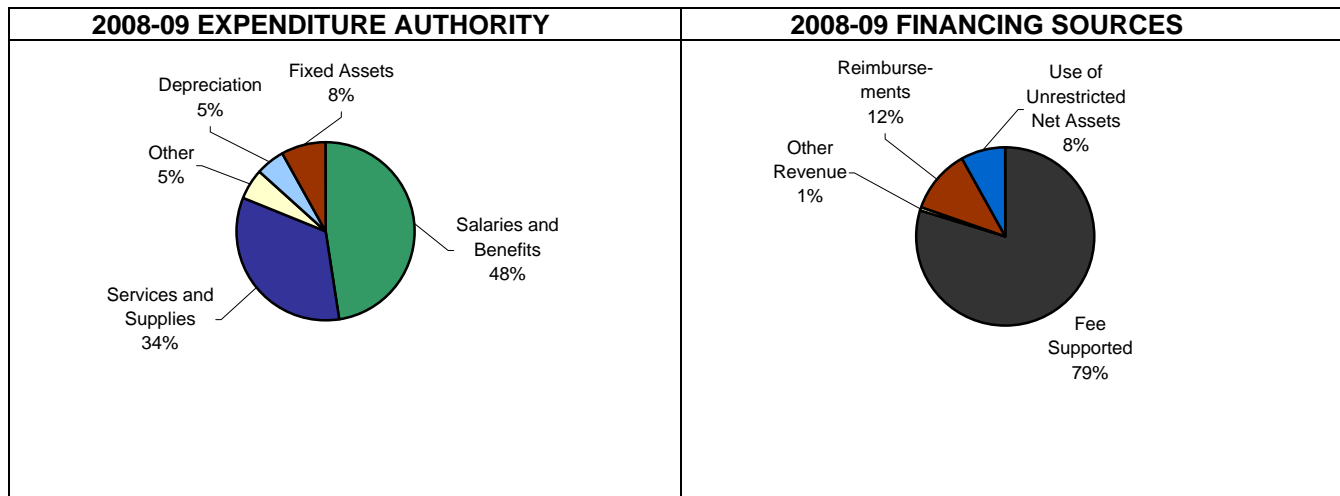 2008-09 EXPENDITURE AUTHORITY
Fixed Assets
8%
Depreciation
5%
Other
5%
Salaries and
Benefits
48%
Services and
Supplies
34%
2008-09 FINANCING SOURCES
Reimburse-
ments
12%
Use of
Unrestricted
Net Assets
8%
Other
Revenue
1%
Fee
Supported
79%